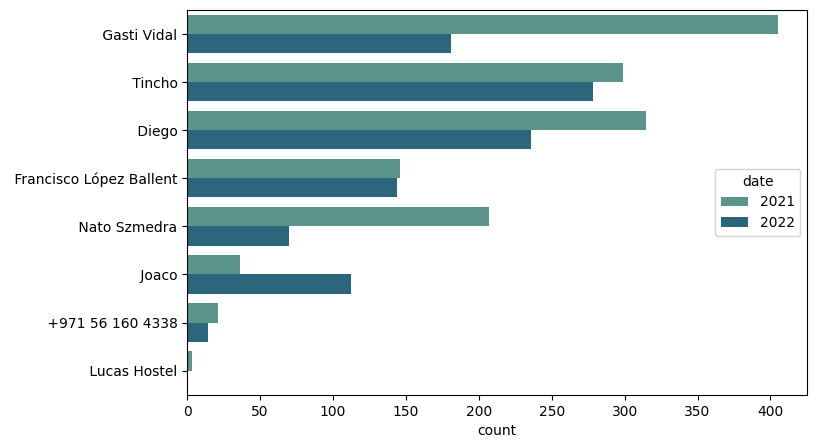 Gasti Vidal
Tincho
Diego
Francisco López Ballent
Nato Szmedra
Joaco
+971 56 160 4338
Lucas Hostel
date
2021
2022
0 50 100 150 200 250 300 350 400
count